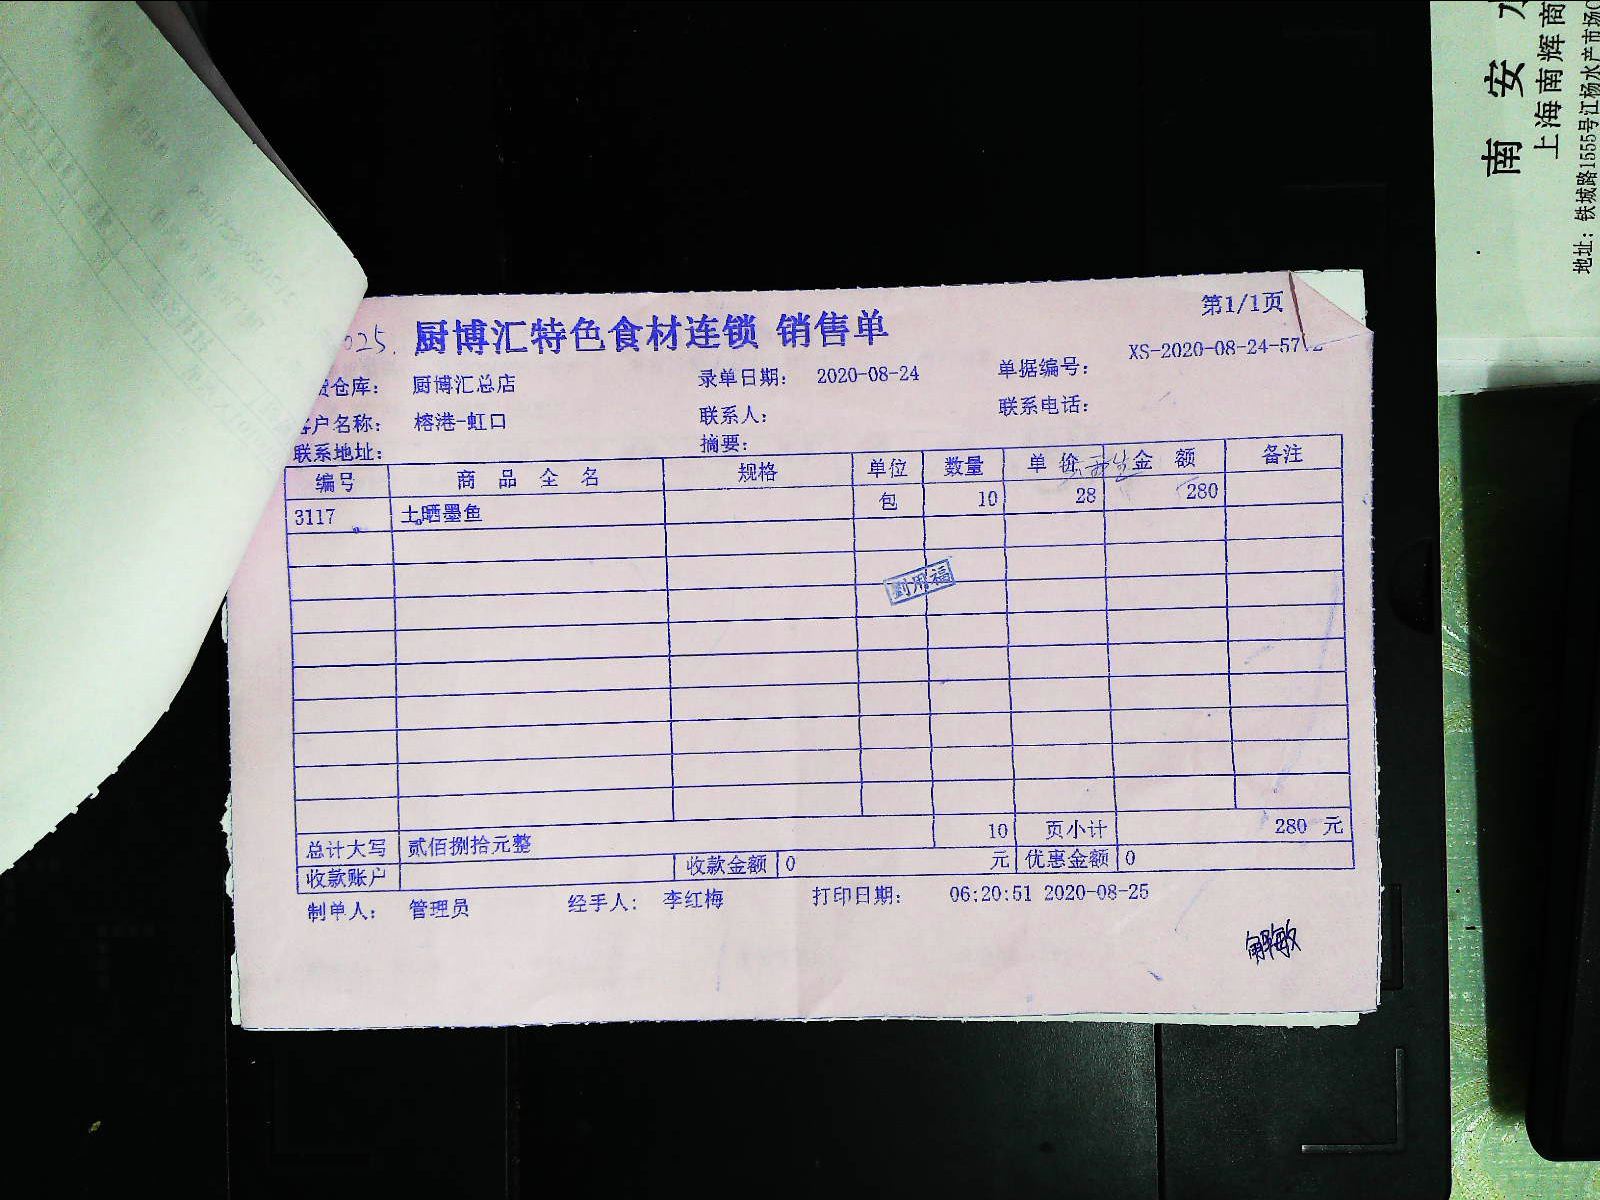 第1/1页
025.
厨博汇特色食材连锁 销售单
仓库： 厨博汇总店 录单日期： 2020-08-24 单据编号： XS-2020-08-24-57
户名称： 榕港-虹口 联系人： 联系电话：
联系地址： 摘要：
编号 商品全名 规格 单位 数量 单价 金额 备注
3117 土晒墨鱼 包 10 28 280
劉用福
总计大写 贰佰捌拾元整 10 页小计 280 元
收款账户 收款金额 0 元 优惠金额 0
制单人： 管理员 经手人： 李红梅 打印日期： 06:20:51 2020-08-25
解敏
南安
上海南辉商
地址：铁城路1555号江杨水产市场